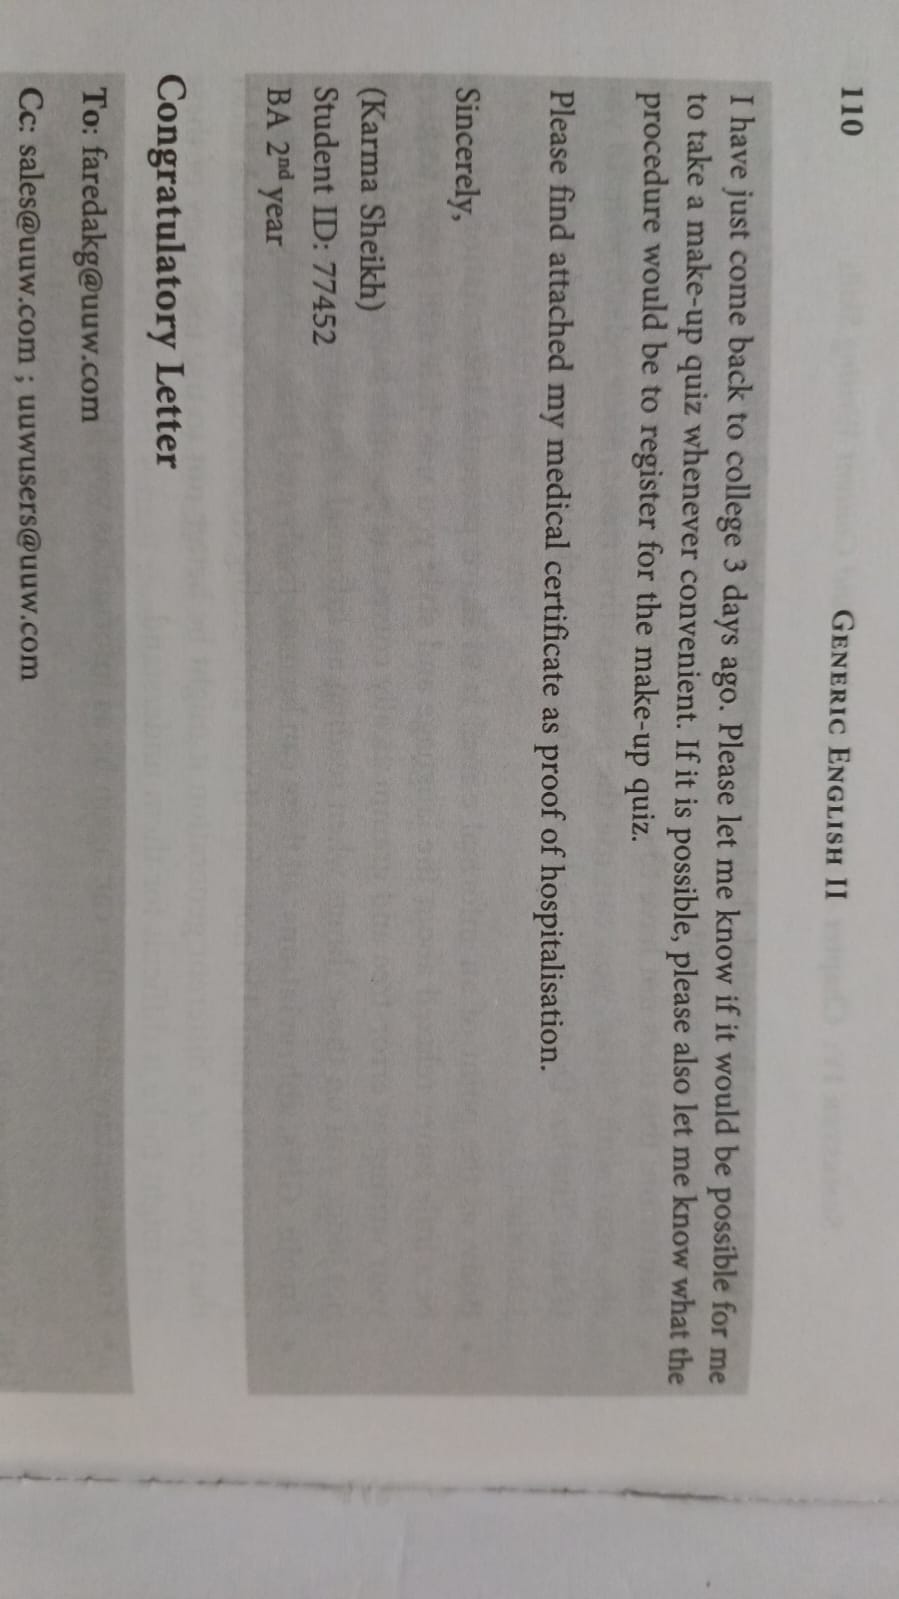 110
GENERIC ENGLISH II
I have just come back to college 3 days ago. Please let me know if it would be possible for me
to take a make-up quiz whenever convenient. If it is possible, please also let me know what the
procedure would be to register for the make-up quiz.
Please find attached my medical certificate as proof of hospitalisation.
Sincerely,
(Karma Sheikh)
Student ID: 77452
BA 2nd year
Congratulatory Letter
To: faredakg@uuw.com
Cc: sales@uuw.com ; uuwusers@uuw.com